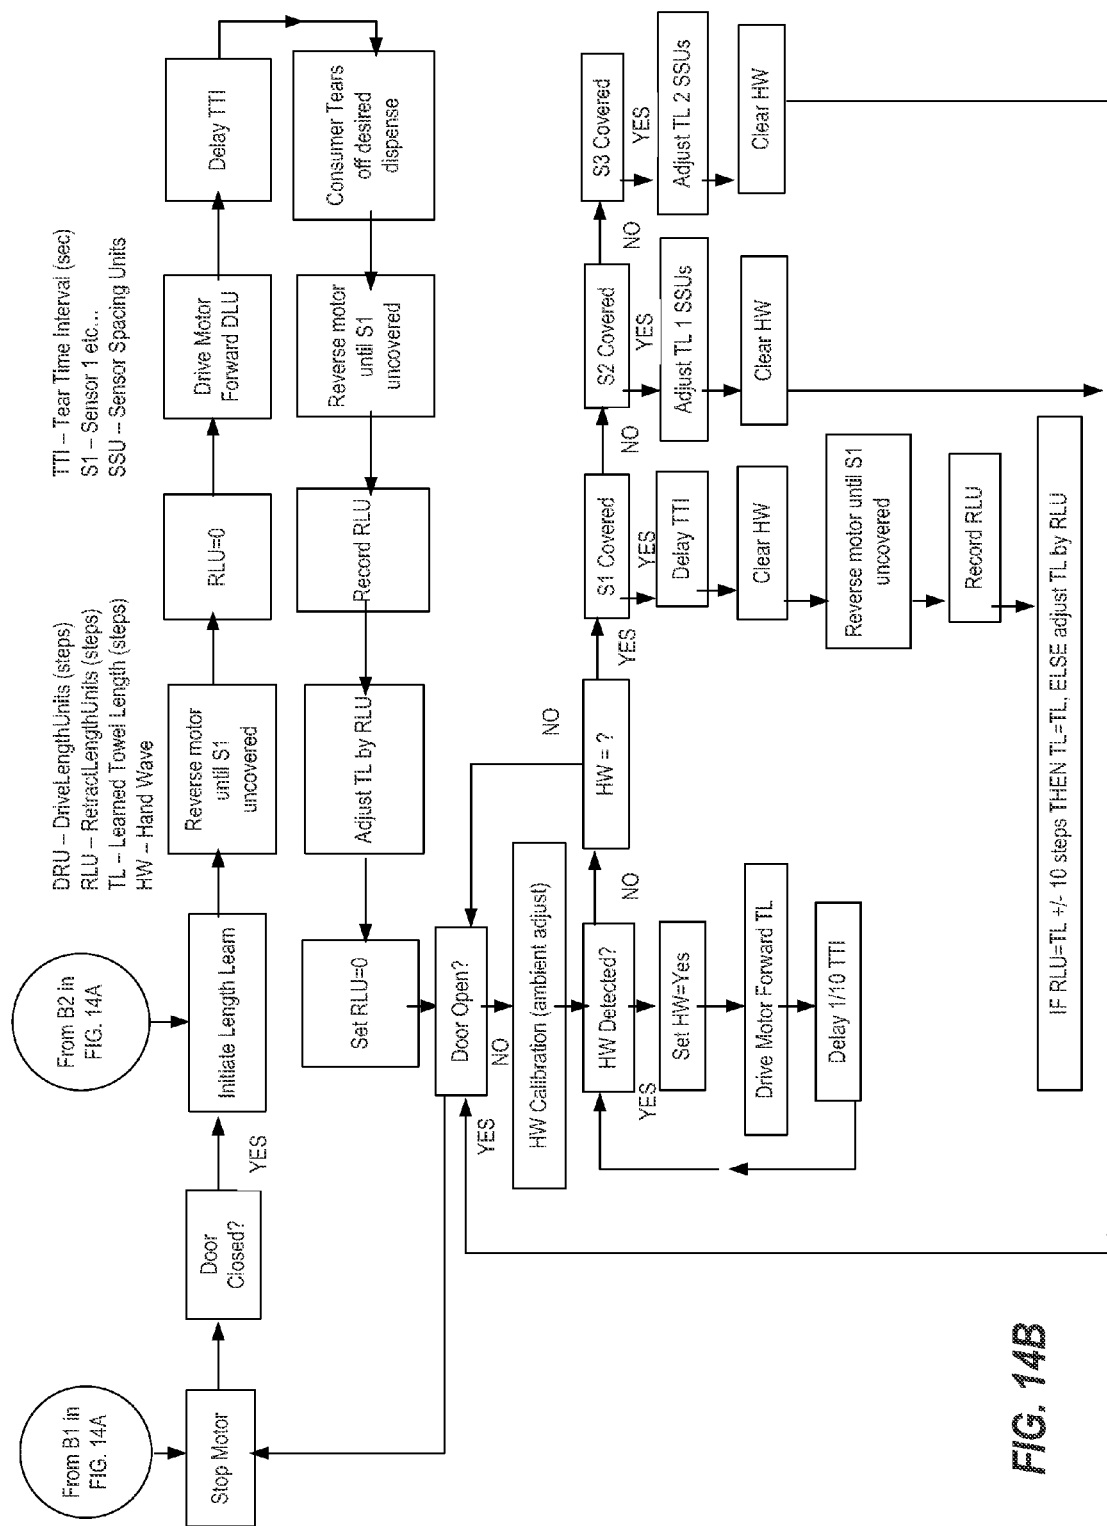 From B1 in
FIG. 14A
From B2 in
FIG. 14A
DRU – DriveLengthUnits (steps)
RLU – RetractLengthUnits (steps)
TL – Learned Towel Length (steps)
HW – Hand Wave
TTI – Tear Time Interval (sec)
S1 – Sensor 1 etc...
SSU – Sensor Spacing Units
Stop Motor
Door
Closed?
YES
Initiate Length Learn
Reverse motor
until S1
uncovered
RLU=0
Drive Motor
Forward DLU
Delay TTI
Set RLU=0
Adjust TL by RLU
Record RLU
Reverse motor
until S1
uncovered
Consumer Tears
off desired
dispense
Door Open?
YES
NO
NO
HW Calibration (ambient adjust)
HW Detected?
NO
YES
HW = ?
YES
S1 Covered
NO
S2 Covered
NO
S3 Covered
YES
YES
YES
Set HW=Yes
Delay TTI
Adjust TL 1 SSUs
Adjust TL 2 SSUs
Drive Motor Forward TL
Clear HW
Clear HW
Clear HW
Delay 1/10 TTI
Reverse motor until S1
uncovered
Record RLU
IF RLU=TL +/- 10 steps THEN TL=TL, ELSE adjust TL by RLU
FIG. 14B